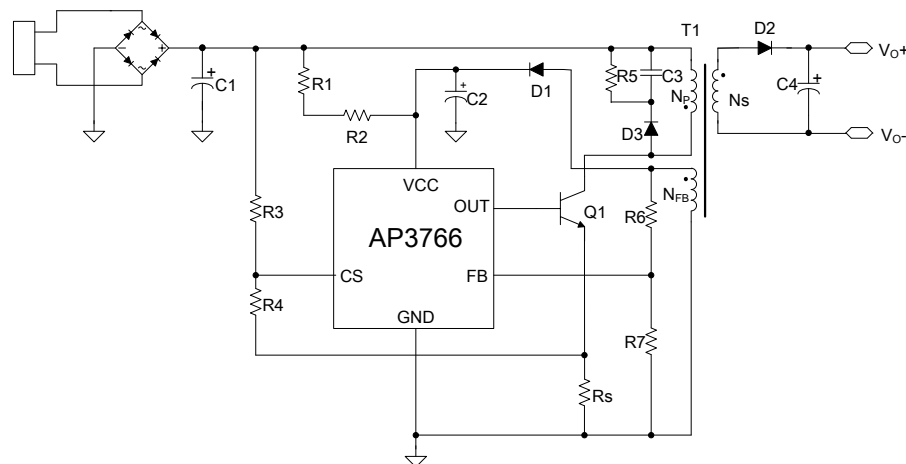 T1
D2
Vo+
C1
R1
C2
D1
R5
C3
NP
Ns
C4
R2
D3
Vo-
VCC
R3
OUT
Q1
NFB
R6
AP3766
CS
FB
R4
GND
R7
Rs